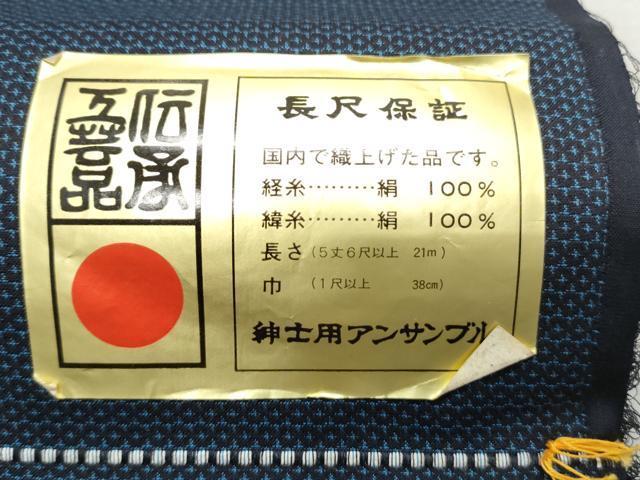 伝承
工芸品
長尺保証
国内で織上げた品です。
経糸………絹 100%
緯糸………絹 100%
長さ(5丈6尺以上 21m)
巾 (1尺以上 38cm)
紳士用アンサンブル